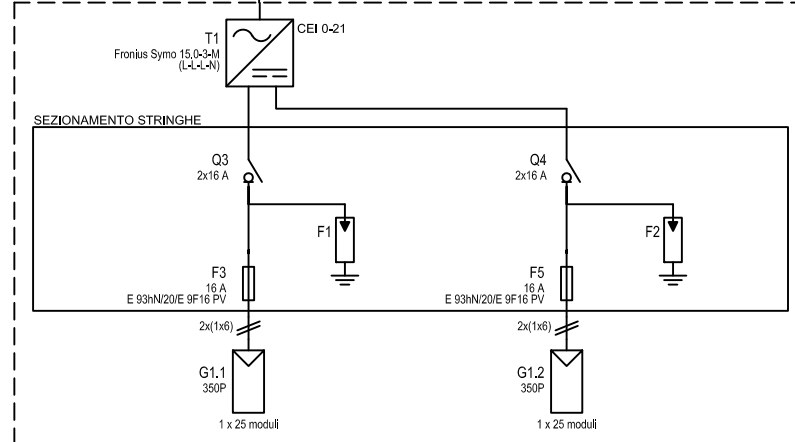 T1
CEI 0-21
Fronius Symo 15.0-3-M
(L-L-L-N)
SEZIONAMENTO STRINGHE
Q3
2x16 A
Q4
2x16 A
F1
F2
F3
16 A
E 93hN/20/E 9F16 PV
F5
16 A
E 93hN/20/E 9F16 PV
2x(1x6)
2x(1x6)
G1.1
350P
G1.2
350P
1 x 25 moduli
1 x 25 moduli